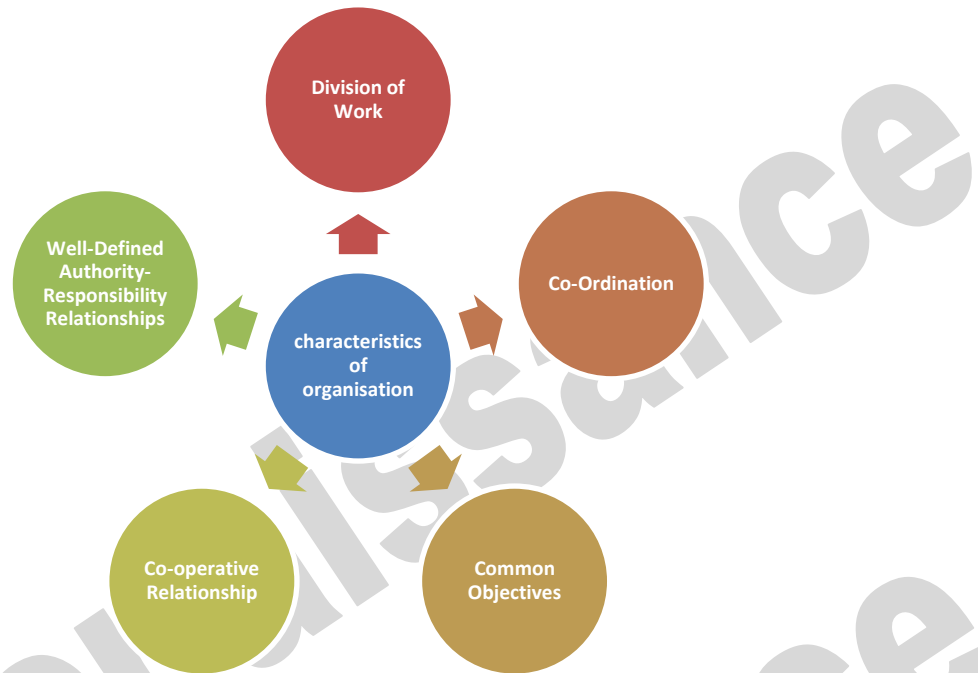 Division of
Work
Well-Defined
Authority-
Responsibility
Relationships
Co-Ordination
characteristics
of
organisation
Co-operative
Relationship
Common
Objectives